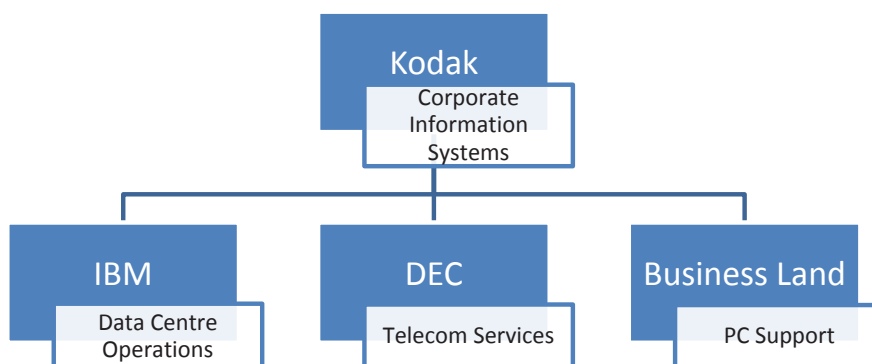 Kodak
Corporate
Information
Systems
IBM
DEC
Business Land
Data Centre
Operations
Telecom Services
PC Support